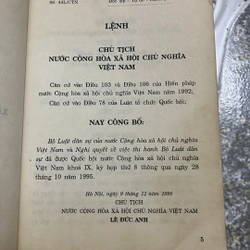 LỆNH
CHỦ TỊCH
NƯỚC CỘNG HÒA XÃ HỘI CHỦ NGHĨA
VIỆT NAM
Căn cứ vào Điều 103 và Điều 106 của Hiến pháp
nước Cộng hòa xã hội chủ nghĩa Việt Nam năm 1992;
Căn cứ vào Điều 78 của Luật tổ chức Quốc hội;
NAY CÔNG BỐ:
Bộ Luật dân sự của nước Cộng hòa xã hội chủ nghĩa
Việt Nam và Nghị quyết về việc thi hành Bộ Luật dân
sự đã được Quốc hội nước Cộng hòa xã hội chủ nghĩa
Việt Nam khoá IX, kỳ họp thứ 8 thông qua ngày 28
tháng 10 năm 1995.
Hà Nội, ngày 9 tháng 11 năm 1995
CHỦ TỊCH
NƯỚC CỘNG HÒA XÃ HỘI CHỦ NGHĨA VIỆT NAM
LÊ ĐỨC ANH
5